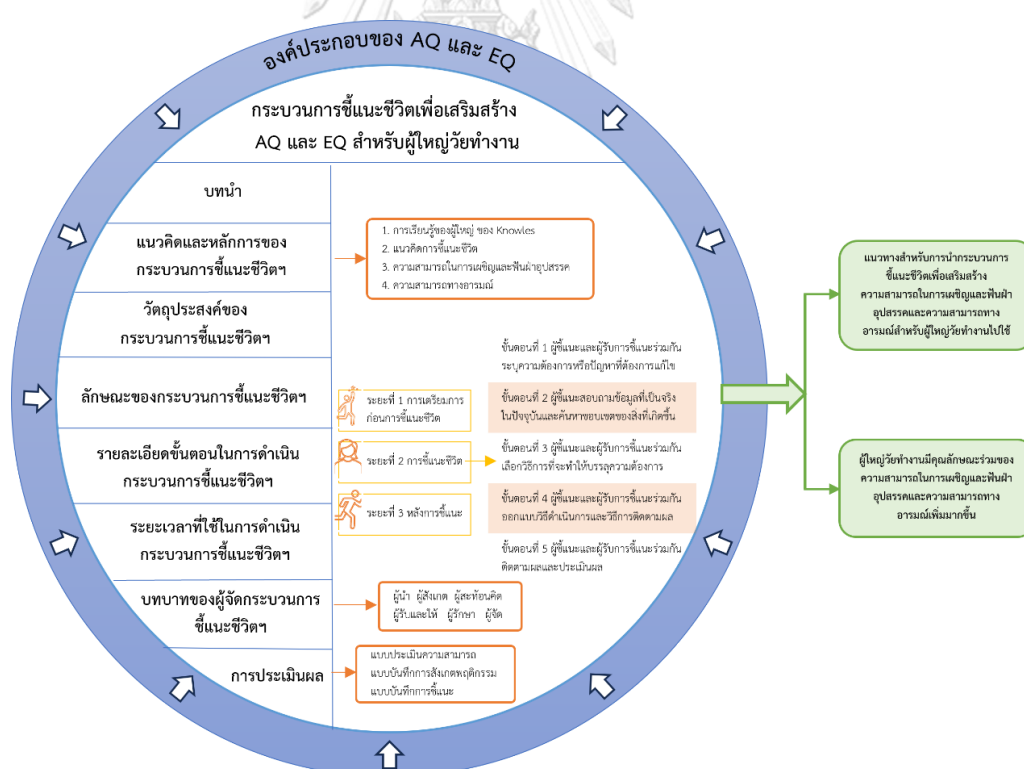 องค์ประกอบของ AQ และ EQ
กระบวนการชี้แนะชีวิตเพื่อเสริมสร้าง
AQ และ EQ สำหรับผู้ใหญ่วัยทำงาน
บทนำ
แนวคิดและหลักการของ
กระบวนการชี้แนะชีวิตฯ
1. การเรียนรู้ของผู้ใหญ่ ของ Knowles
2. แนวคิดการชี้แนะชีวิต
3. ความสามารถในการเผชิญและฟันฝ่าอุปสรรค
4. ความสามารถทางอารมณ์
วัตถุประสงค์ของ
กระบวนการชี้แนะชีวิตฯ
ลักษณะของกระบวนการชี้แนะชีวิตฯ
รายละเอียดขั้นตอนในการดำเนิน
กระบวนการชี้แนะชีวิตฯ
ระยะที่ 1 การเตรียมการ
ก่อนการชี้แนะชีวิต
ระยะที่ 2 การชี้แนะชีวิต
ระยะที่ 3 หลังการชี้แนะ
ขั้นตอนที่ 1 ผู้ชี้แนะและผู้รับการชี้แนะร่วมกัน
ระบุความต้องการหรือปัญหาที่ต้องการแก้ไข
ขั้นตอนที่ 2 ผู้ชี้แนะสอบถามข้อมูลที่เป็นจริง
ในปัจจุบันและค้นหาขอบเขตของสิ่งที่เกิดขึ้น
ขั้นตอนที่ 3 ผู้ชี้แนะและผู้รับการชี้แนะร่วมกัน
เลือกวิธีการที่จะทำให้บรรลุความต้องการ
ขั้นตอนที่ 4 ผู้ชี้แนะและผู้รับการชี้แนะร่วมกัน
ออกแบบวิธีดำเนินการและวิธีการติดตามผล
ขั้นตอนที่ 5 ผู้ชี้แนะและผู้รับการชี้แนะร่วมกัน
ติดตามผลและประเมินผล
ระยะเวลาที่ใช้ในการดำเนิน
กระบวนการชี้แนะชีวิตฯ
บทบาทของผู้จัดกระบวนการ
ชี้แนะชีวิตฯ
ผู้นำ ผู้สังเกต ผู้สะท้อนคิด
ผู้รับและให้ ผู้รักษา ผู้จัด
การประเมินผล
แบบประเมินความสามารถ
แบบบันทึกการสังเกตพฤติกรรม
แบบบันทึกการชี้แนะ
แนวทางสำหรับการนำกระบวนการ
ชี้แนะชีวิตเพื่อเสริมสร้าง
ความสามารถในการเผชิญและฟันฝ่า
อุปสรรคและความสามารถทาง
อารมณ์สำหรับผู้ใหญ่วัยทำงานไปใช้
ผู้ใหญ่วัยทำงานมีคุณลักษณะร่วมของ
ความสามารถในการเผชิญและฟันฝ่า
อุปสรรคและความสามารถทาง
อารมณ์เพิ่มมากขึ้น